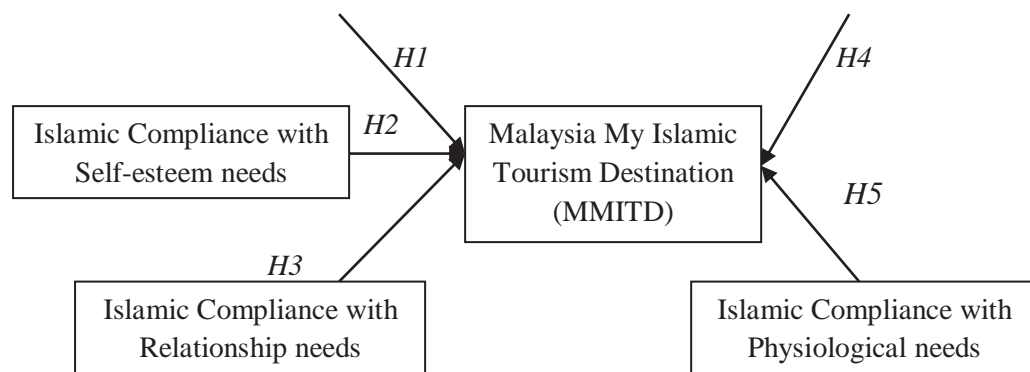 H1
H4
Islamic Compliance with
Self-esteem needs
H2
Malaysia My Islamic
Tourism Destination
(MMITD)
H5
H3
Islamic Compliance with
Relationship needs
Islamic Compliance with
Physiological needs